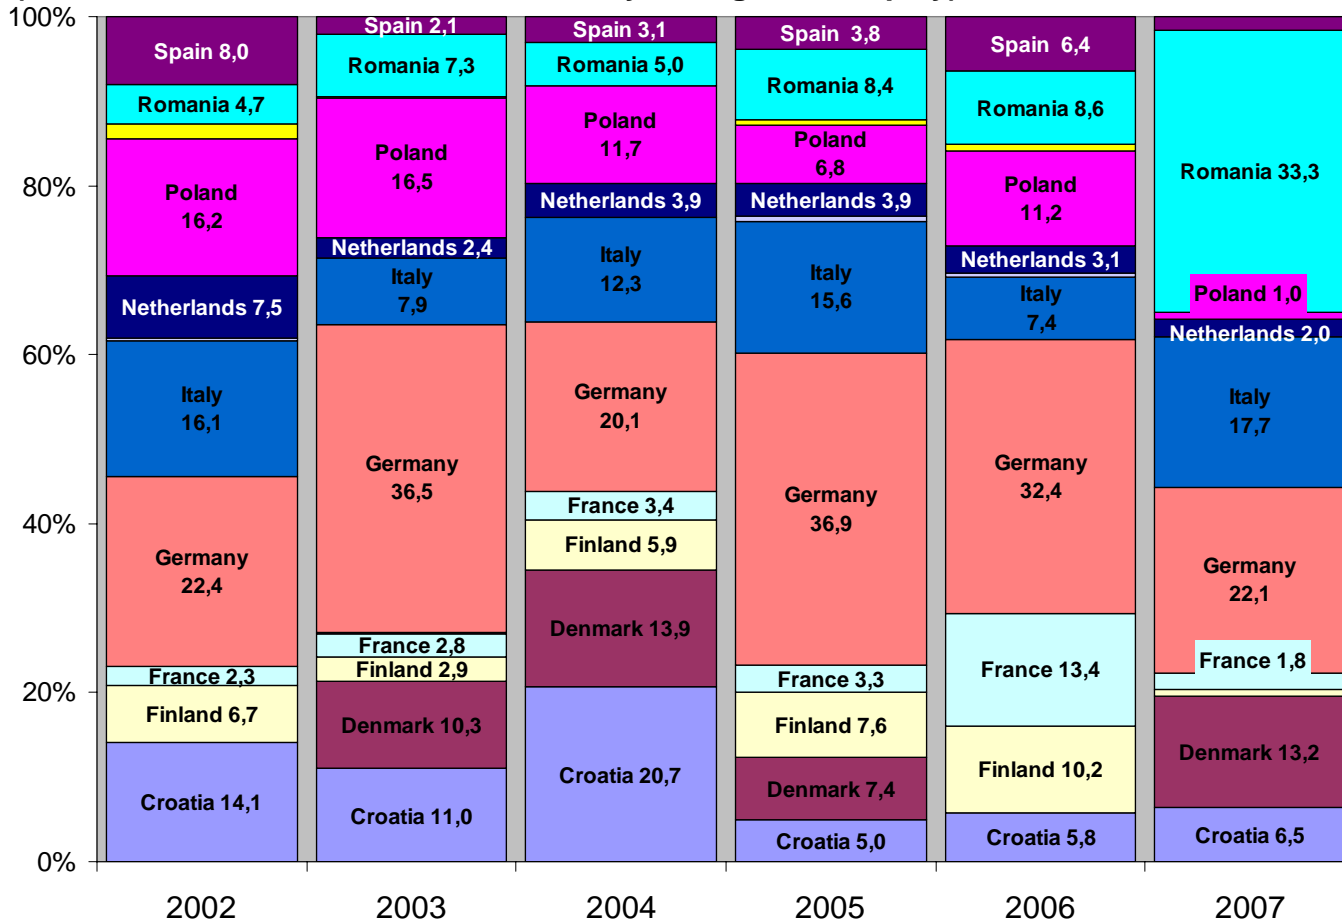 100%
80%
60%
40%
20%
0%
Spain 8,0
Romania 4,7
Poland
16,2
Netherlands 7,5
Italy
16,1
Germany
22,4
France 2,3
Finland 6,7
Croatia 14,1
Spain 2,1
Romania 7,3
Poland
16,5
Netherlands 2,4
Italy
7,9
Germany
36,5
France 2,8
Finland 2,9
Denmark 10,3
Croatia 11,0
Spain 3,1
Romania 5,0
Poland
11,7
Netherlands 3,9
Italy
12,3
Germany
20,1
France 3,4
Finland 5,9
Denmark 13,9
Croatia 20,7
Spain 3,8
Romania 8,4
Poland
6,8
Netherlands 3,9
Italy
15,6
Germany
36,9
France 3,3
Finland 7,6
Denmark 7,4
Croatia 5,0
Spain 6,4
Romania 8,6
Poland
11,2
Netherlands 3,1
Italy
7,4
Germany
32,4
France 13,4
Finland 10,2
Croatia 5,8
Romania 33,3
Poland 1,0
Netherlands 2,0
Italy
17,7
Germany
22,1
France 1,8
Denmark 13,2
Croatia 6,5
2002
2003
2004
2005
2006
2007